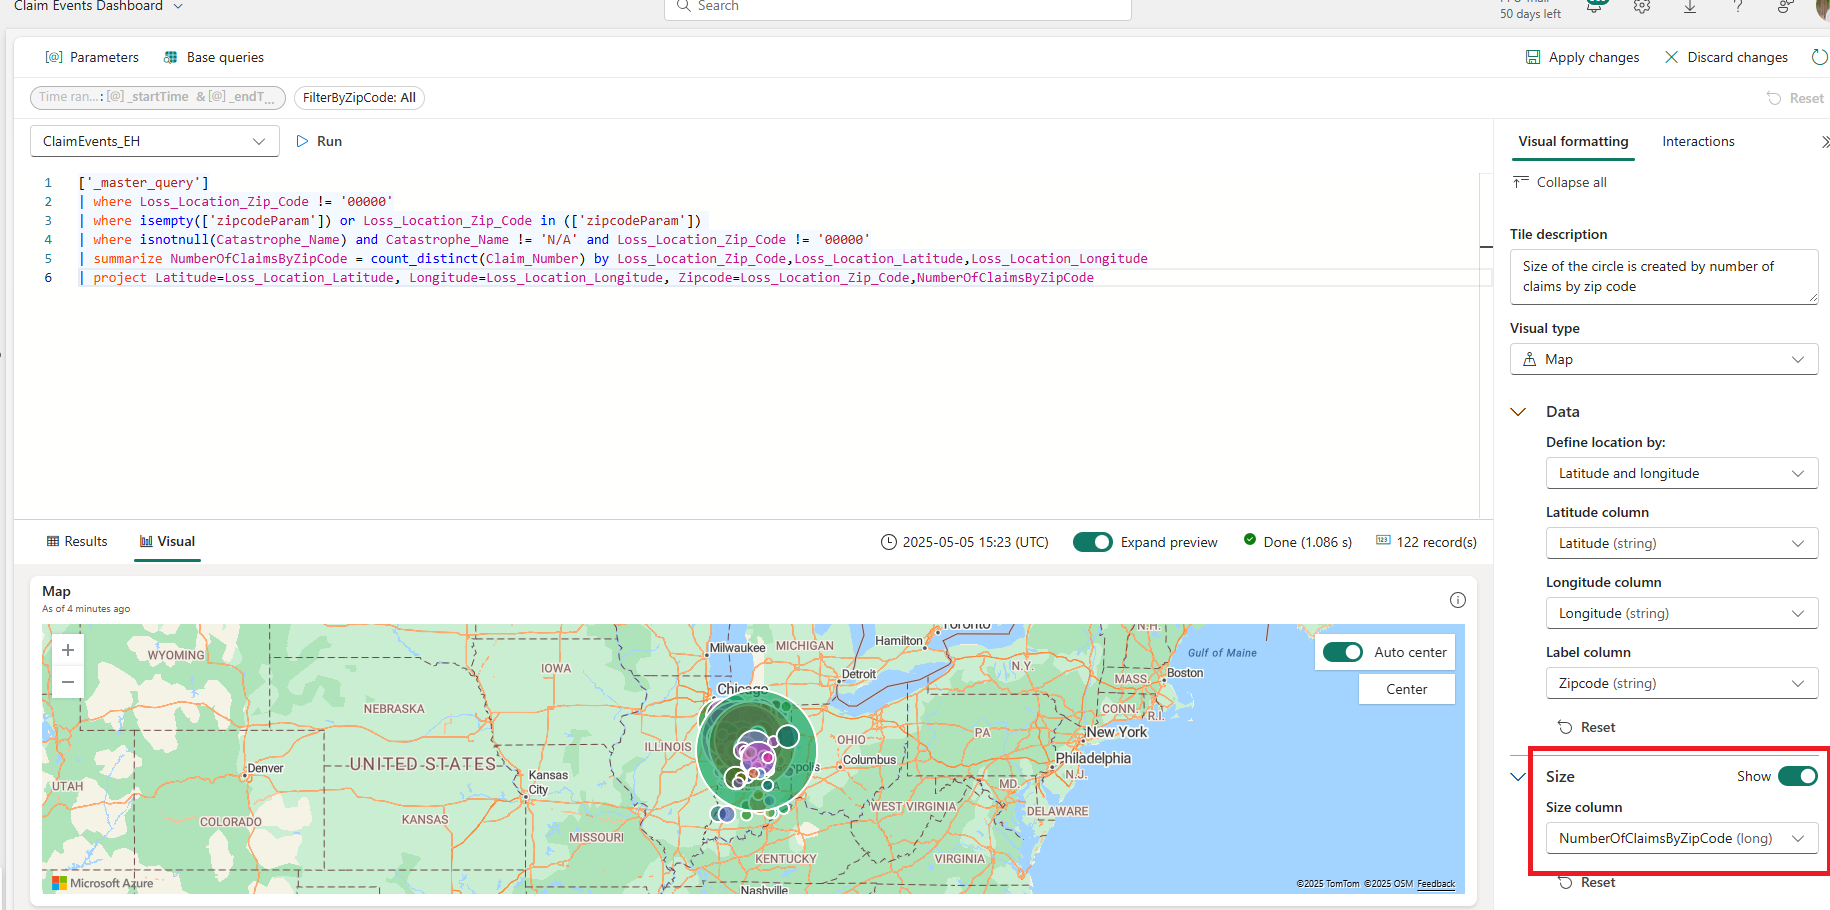 Claim Events Dashboard
Search
50 days left
Parameters
Base queries
Apply changes
Discard changes
Time ran...: [@] _startTime & [@] _endT...
FilterByZipCode: All
Reset
ClaimEvents_EH
Run
Visual formatting
Interactions
Collapse all
1 ['_master_query']
2 | where Loss_Location_Zip_Code != '00000'
3 | where isempty(['zipcodeParam']) or Loss_Location_Zip_Code in (['zipcodeParam'])
4 | where isnotnull(Catastrophe_Name) and Catastrophe_Name != 'N/A' and Loss_Location_Zip_Code != '00000'
5 | summarize NumberOfClaimsByZipCode = count_distinct(Claim_Number) by Loss_Location_Zip_Code,Loss_Location_Latitude,Loss_Location_Longitude
6 | project Latitude=Loss_Location_Latitude, Longitude=Loss_Location_Longitude, Zipcode=Loss_Location_Zip_Code,NumberOfClaimsByZipCode
Tile description
Size of the circle is created by number of
claims by zip code
Visual type
Map
Data
Define location by:
Latitude and longitude
Latitude column
Latitude (string)
Longitude column
Longitude (string)
Label column
Zipcode (string)
Reset
Size
Show
Size column
NumberOfClaimsByZipCode (long)
Reset
Results
Visual
2025-05-05 15:23 (UTC)
Expand preview
Done (1.086 s)
122 record(s)
Map
As of 4 minutes ago
+
−
Auto center
Center
WYOMING
IOWA
Milwaukee
MICHIGAN
Hamilton
Toronto
N.H.
Gulf of Maine
Detroit
N.Y.
MASS.
Boston
Chicago
NEBRASKA
CONN.
R.I.
ILLINOIS
OHIO
PA
New York
Denver
UNITED STATES
Kansas
City
Columbus
Philadelphia
N.J.
UTAH
MD.
WEST VIRGINIA
DELAWARE
COLORADO
KANSAS
MISSOURI
KENTUCKY
VIRGINIA
Nashville
Microsoft Azure
©2025 TomTom ©2025 OSM Feedback